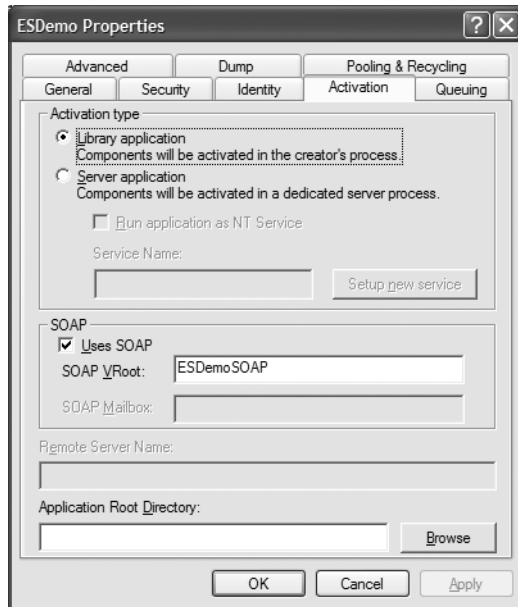 ESDemo Properties
Advanced Dump Pooling & Recycling
General Security Identity Activation Queuing
Activation type
Library application
Components will be activated in the creator's process.
Server application
Components will be activated in a dedicated server process.
Run application as NT Service
Service Name:
Setup new service
SOAP
Uses SOAP
SOAP VRoot: ESDemoSOAP
SOAP Mailbox:
Remote Server Name:
Application Root Directory:
Browse
OK Cancel Apply